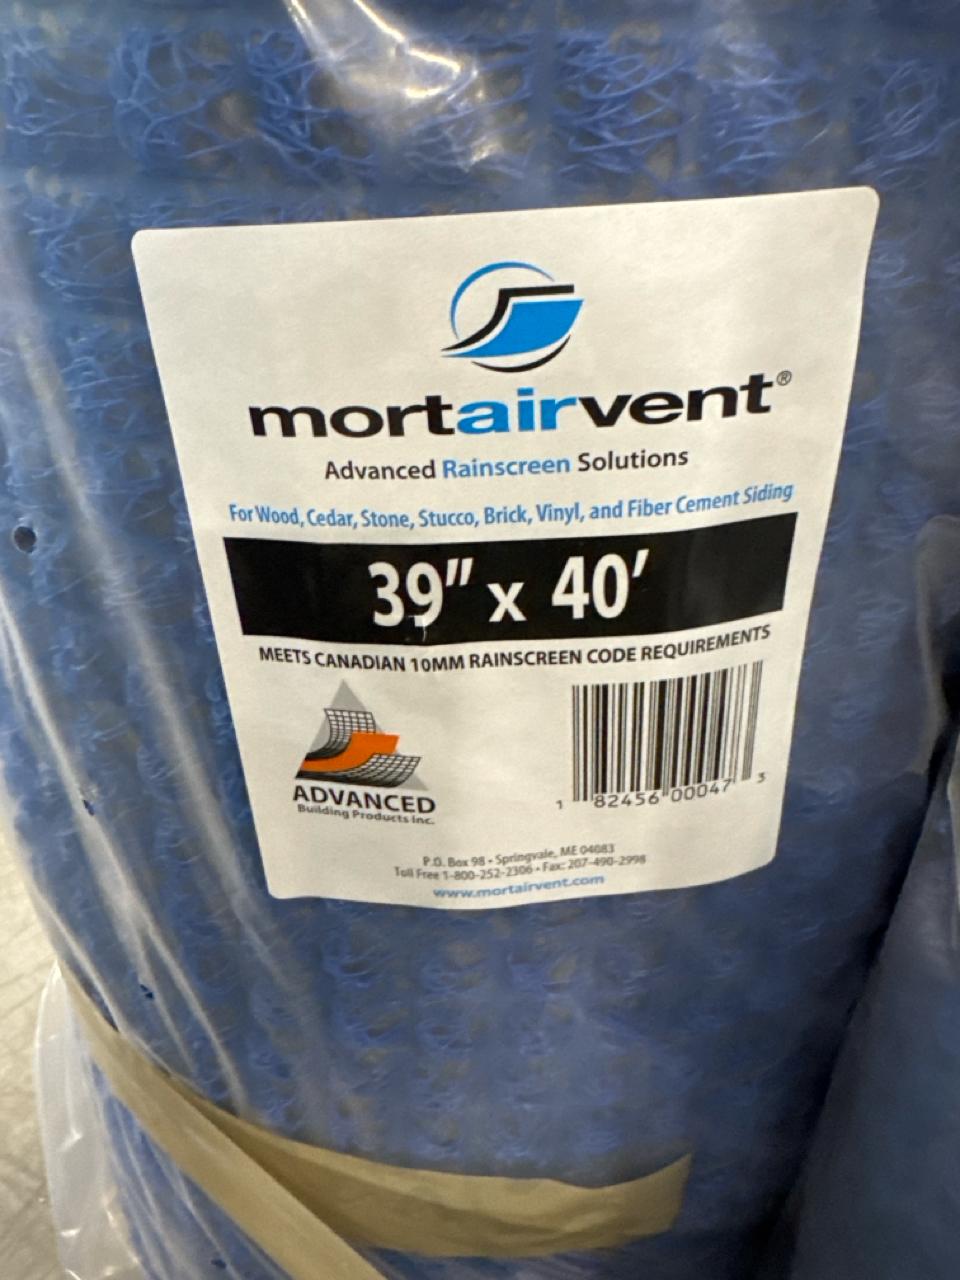 mortairvent®
Advanced Rainscreen Solutions
For Wood, Cedar, Stone, Stucco, Brick, Vinyl, and Fiber Cement Siding
39" x 40'
MEETS CANADIAN 10MM RAINSCREEN CODE REQUIREMENTS
ADVANCED
Building Products Inc.
1 82456 00047 3
P.O. Box 98 • Springvale, ME 04083
Toll Free 1-800-252-2306 • Fax: 207-490-2998
www.mortairvent.com